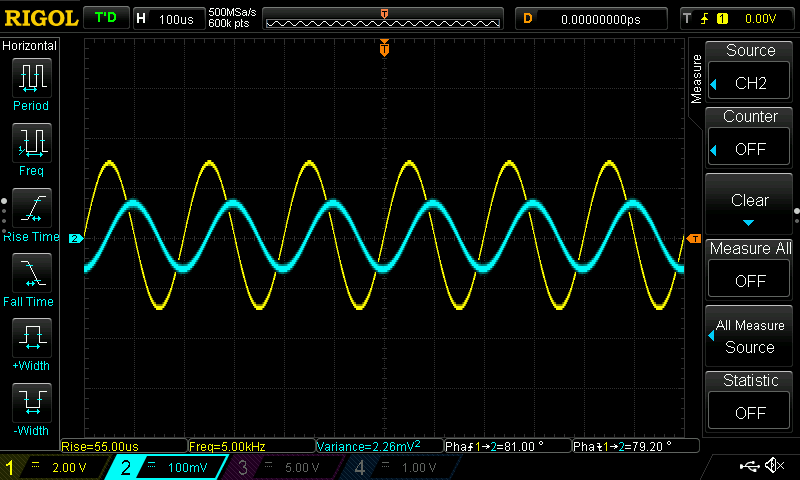 RIGOL T'D H 100us 500MSa/s 600k pts T D 0.00000000ps T 1 0.00V
Horizontal
Period
Freq
Rise Time
Fall Time
+Width
-Width
T
2
T
Measure
Source
CH2
Counter
OFF
Clear
Measure All
OFF
All Measure
Source
Statistic
OFF
Rise=55.00us Freq=5.00kHz Variance=2.26mV² Pha1→2=81.00 ° Pha1→2=79.20 °
1 2.00 V 2 100mV 3 5.00 V 4 1.00 V